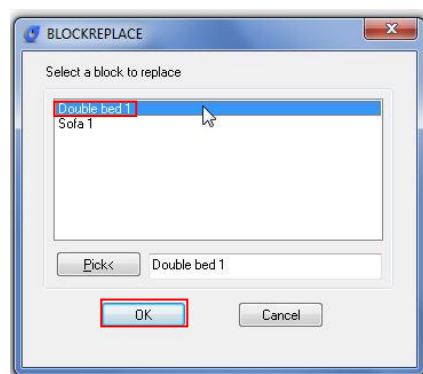 BLOCKREPLACE
Select a block to replace
Double bed 1
Sofa 1
Pick< Double bed 1
OK Cancel